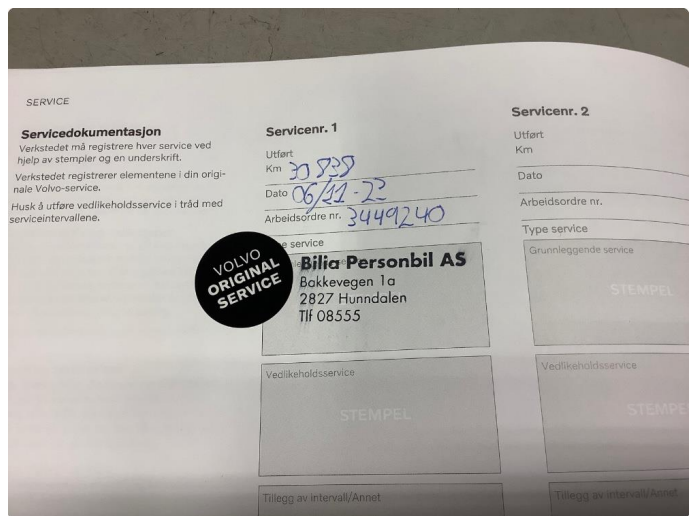 SERVICE
Servicedokumentasjon
Verkstedet må registrere hver service ved
hjelp av stempler og en underskrift.
Verkstedet registrerer elementene i din origi-
nale Volvo-service.
Husk å utføre vedlikeholdsservice i tråd med
serviceintervallene.
Servicenr. 1
Utført
Km 30 838
Dato 06/11-23
Arbeidsordre nr. 3449240
e service
VOLVO
ORIGINAL
SERVICE
Bilia Personbil AS
Bakkevegen 1a
2827 Hunndalen
Tlf 08555
Vedlikeholdsservice
STEMPEL
Tillegg av intervall/Annet
Servicenr. 2
Utført
Km
Dato
Arbeidsordre nr.
Type service
Grunnleggende service
STEMPEL
Vedlikeholdsservice
STEMPE
Tillegg av intervall/Annet